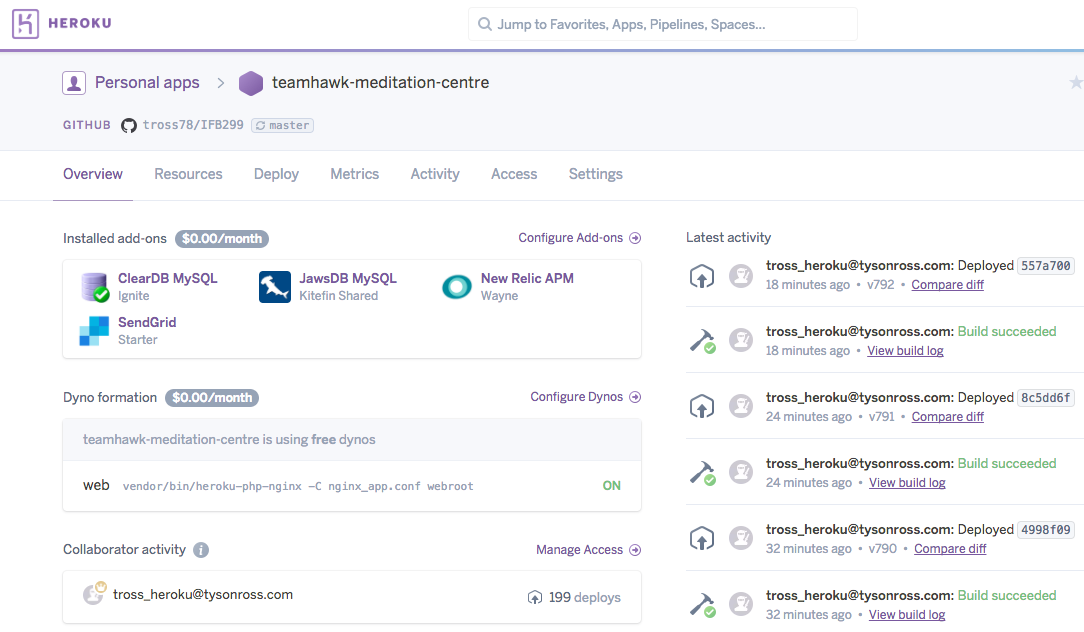 HEROKU
Jump to Favorites, Apps, Pipelines, Spaces...
Personal apps > teamhawk-meditation-centre
GITHUB tross78/IFB299 master
Overview Resources Deploy Metrics Activity Access Settings
Installed add-ons $0.00/month Configure Add-ons
ClearDB MySQL
Ignite
JawsDB MySQL
Kitefin Shared
New Relic APM
Wayne
SendGrid
Starter
Dyno formation $0.00/month Configure Dynos
teamhawk-meditation-centre is using free dynos
web vendor/bin/heroku-php-nginx -C nginx_app.conf webroot ON
Collaborator activity i Manage Access
tross_heroku@tysonross.com 199 deploys
Latest activity
tross_heroku@tysonross.com: Deployed 557a700
18 minutes ago • v792 • Compare diff
tross_heroku@tysonross.com: Build succeeded
18 minutes ago • View build log
tross_heroku@tysonross.com: Deployed 8c5dd6f
24 minutes ago • v791 • Compare diff
tross_heroku@tysonross.com: Build succeeded
24 minutes ago • View build log
tross_heroku@tysonross.com: Deployed 4998f09
32 minutes ago • v790 • Compare diff
tross_heroku@tysonross.com: Build succeeded
32 minutes ago • View build log